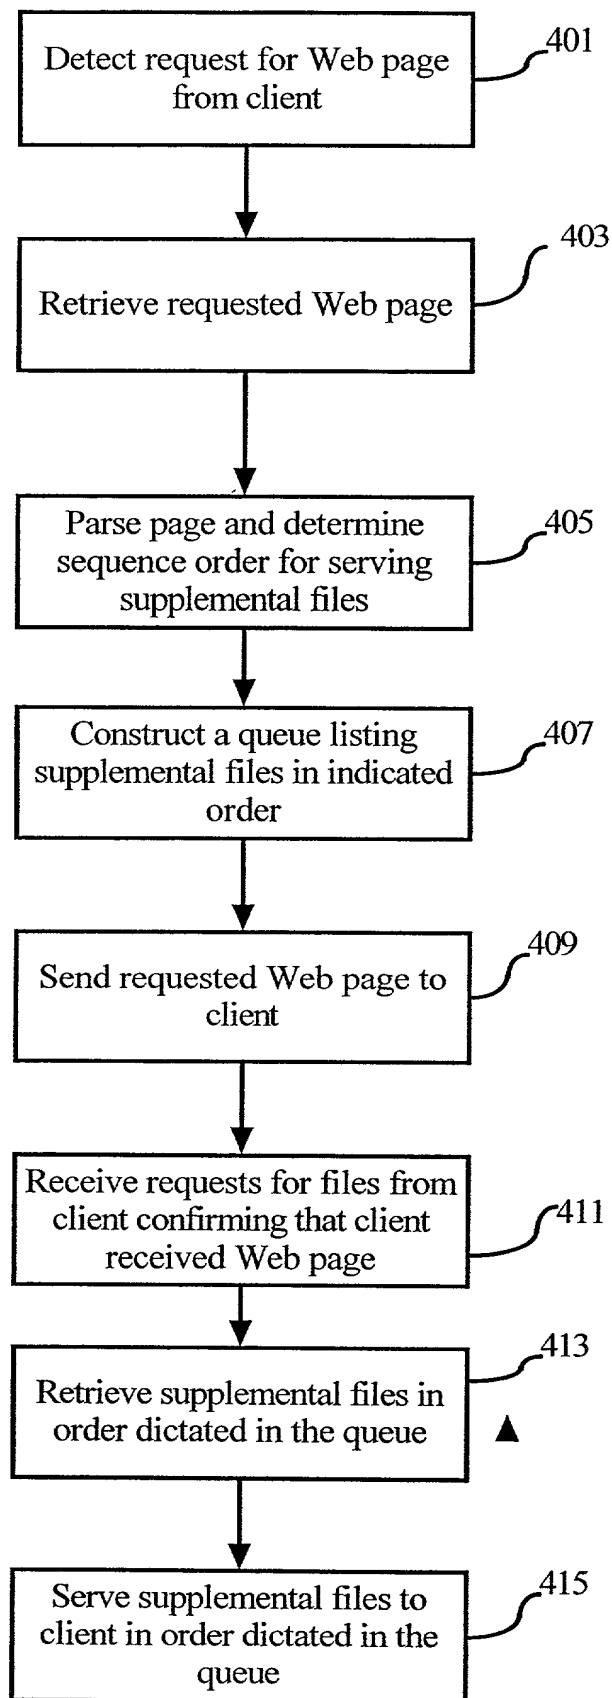 Detect request for Web page
from client
401
Retrieve requested Web page
403
Parse page and determine
sequence order for serving
supplemental files
405
Construct a queue listing
supplemental files in indicated
order
407
Send requested Web page to
client
409
Receive requests for files from
client confirming that client
received Web page
411
Retrieve supplemental files in
order dictated in the queue
413
Serve supplemental files to
client in order dictated in the
queue
415